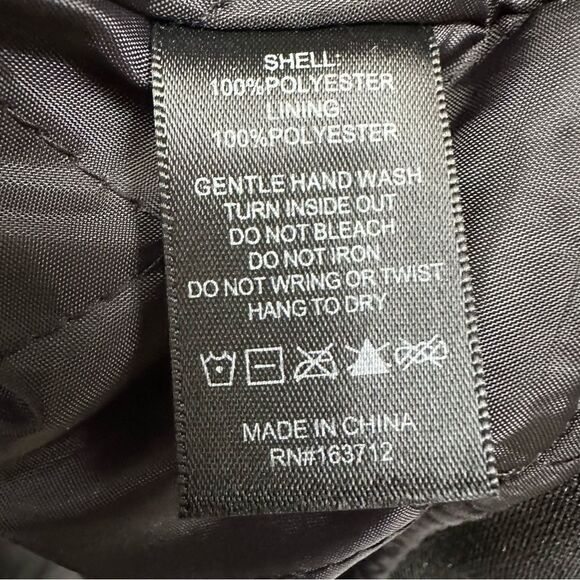 SHELL:
100%POLYESTER
LINING:
100%POLYESTER
GENTLE HAND WASH
TURN INSIDE OUT
DO NOT BLEACH
DO NOT IRON
DO NOT WRING OR TWIST
HANG TO DRY
MADE IN CHINA
RN#163712